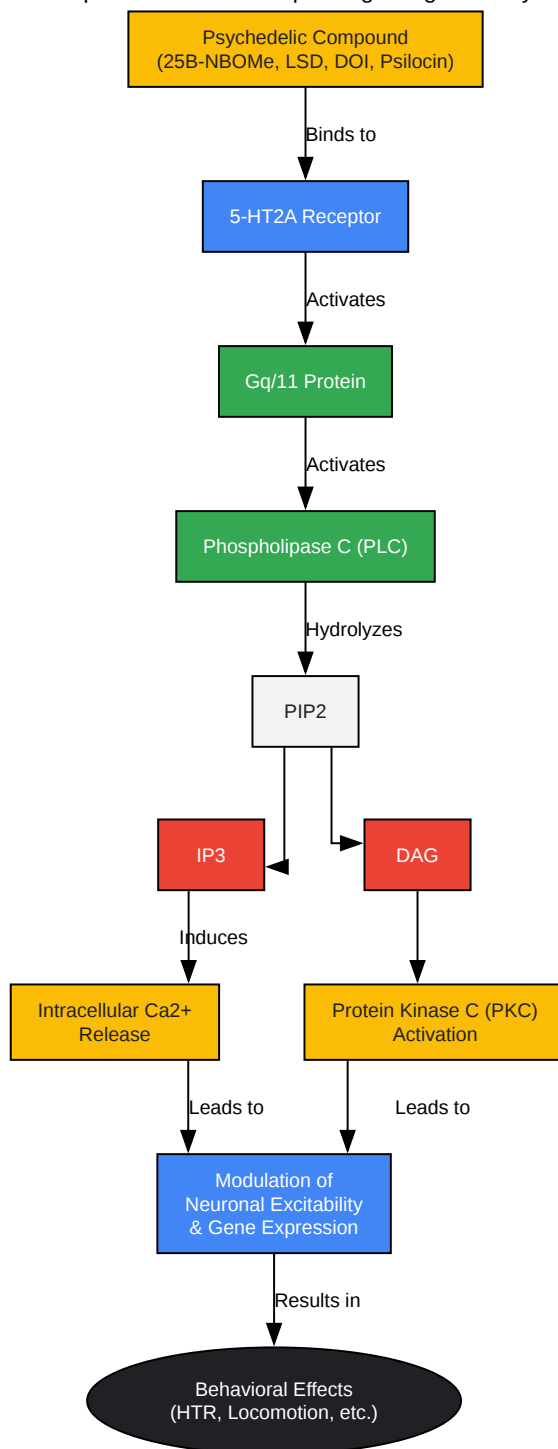 Psychedelic Compound
(25B-NBOMe, LSD, DOI, Psilocin)
Binds to
5-HT2A Receptor
Activates
Gq/11 Protein
Activates
Phospholipase C (PLC)
Hydrolyzes
PIP2
IP3
DAG
Induces
Intracellular Ca2+
Release
Protein Kinase C (PKC)
Activation
Leads to
Leads to
Modulation of
Neuronal Excitability
& Gene Expression
Results in
Behavioral Effects
(HTR, Locomotion, etc.)